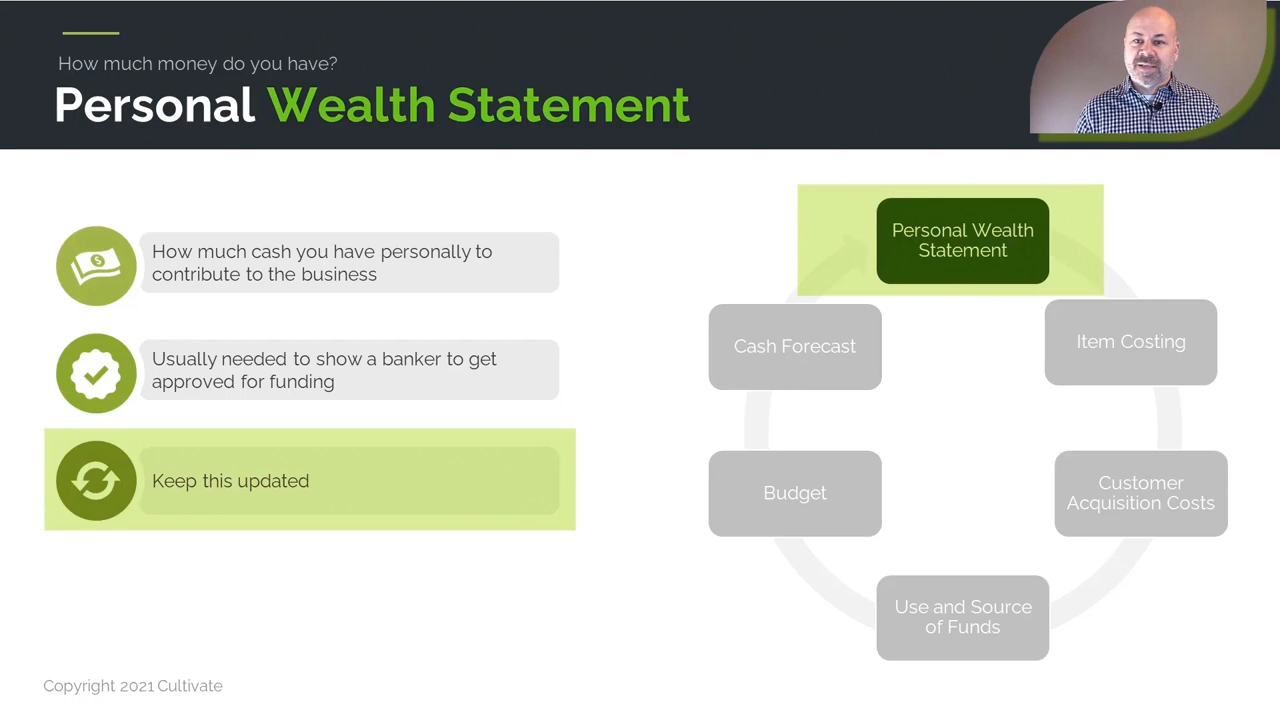 How much money do you have?
Personal Wealth Statement
How much cash you have personally to
contribute to the business
Usually needed to show a banker to get
approved for funding
Keep this updated
Personal Wealth
Statement
Item Costing
Customer
Acquisition Costs
Use and Source
of Funds
Budget
Cash Forecast
Copyright 2021 Cultivate